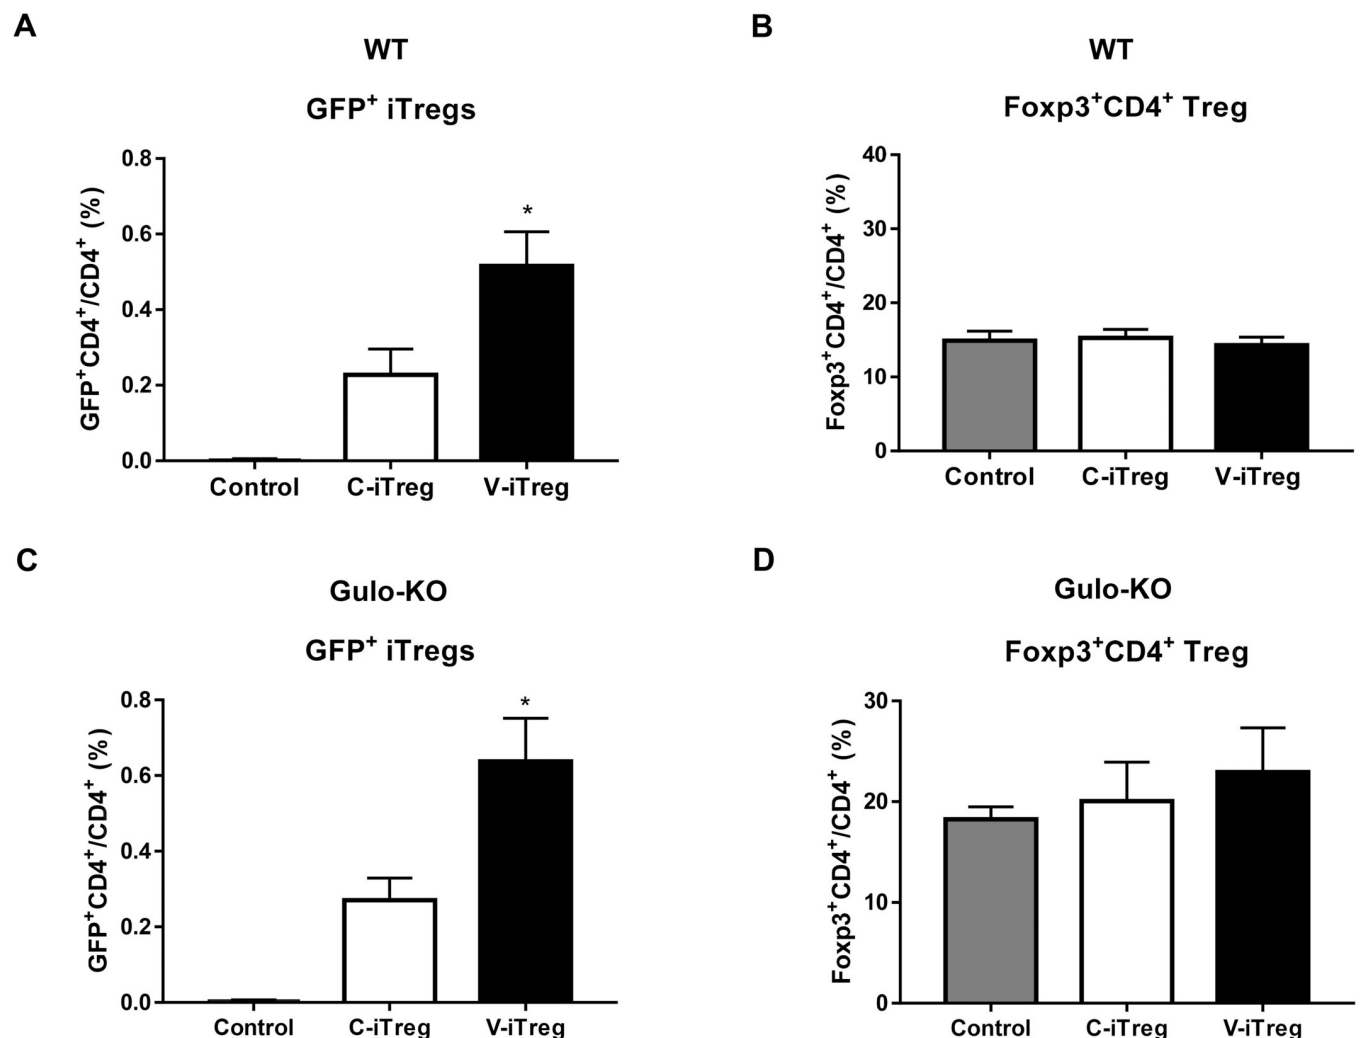 A
WT
GFP⁺ iTregs
GFP⁺CD4⁺/CD4⁺ (%)
0.8
0.6
0.4
0.2
0.0
*
Control C-iTreg V-iTreg
B
WT
Foxp3⁺CD4⁺ Treg
Foxp3⁺CD4⁺/CD4⁺ (%)
40
30
20
10
0
Control C-iTreg V-iTreg
C
Gulo-KO
GFP⁺ iTregs
GFP⁺CD4⁺/CD4⁺ (%)
0.8
0.6
0.4
0.2
0.0
*
Control C-iTreg V-iTreg
D
Gulo-KO
Foxp3⁺CD4⁺ Treg
Foxp3⁺CD4⁺/CD4⁺ (%)
30
20
10
0
Control C-iTreg V-iTreg